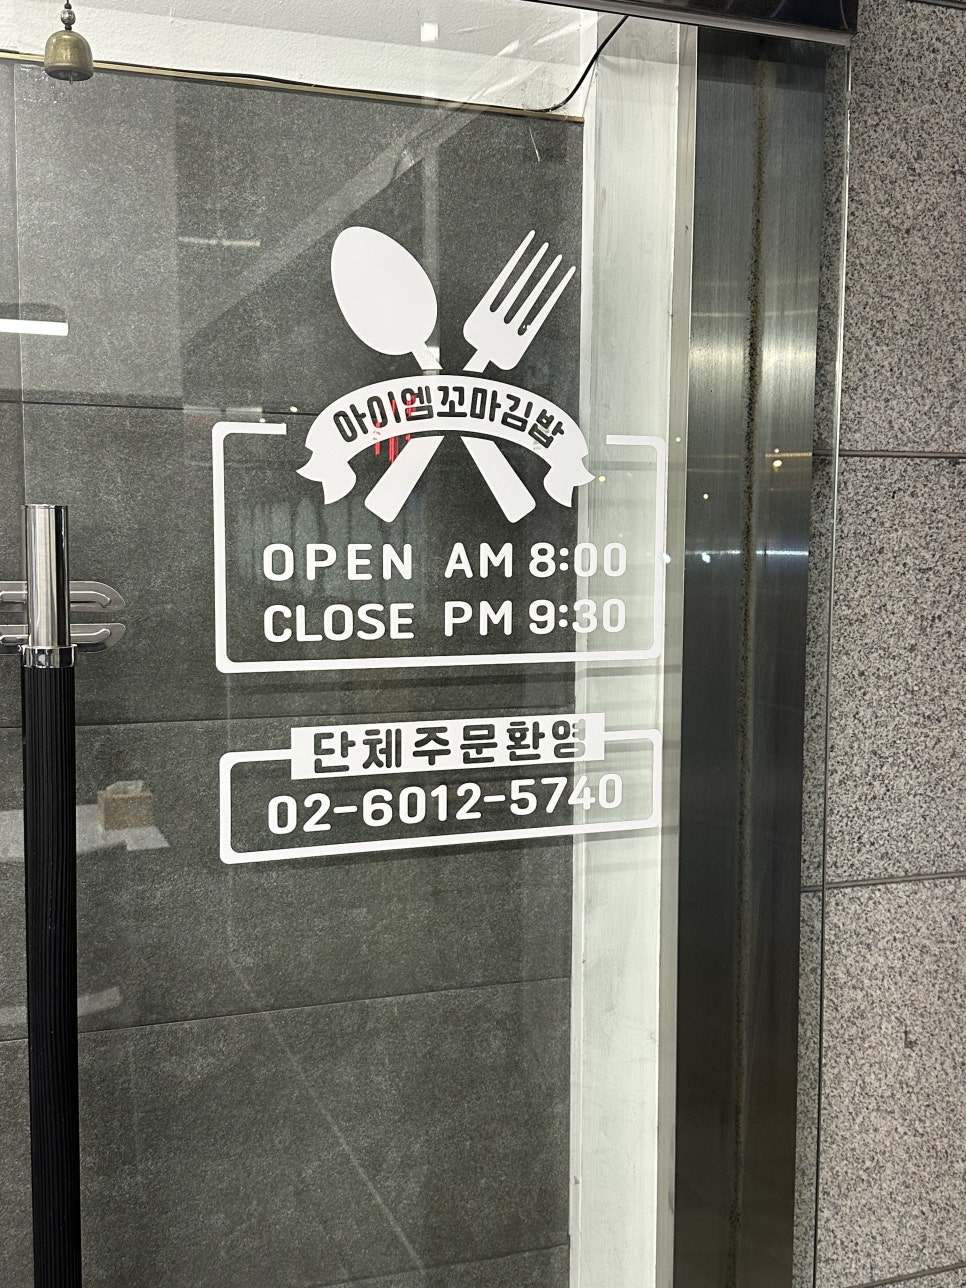 아이엠꼬마김밥
OPEN AM 8:00
CLOSE PM 9:30
단체주문환영
02-6012-5740